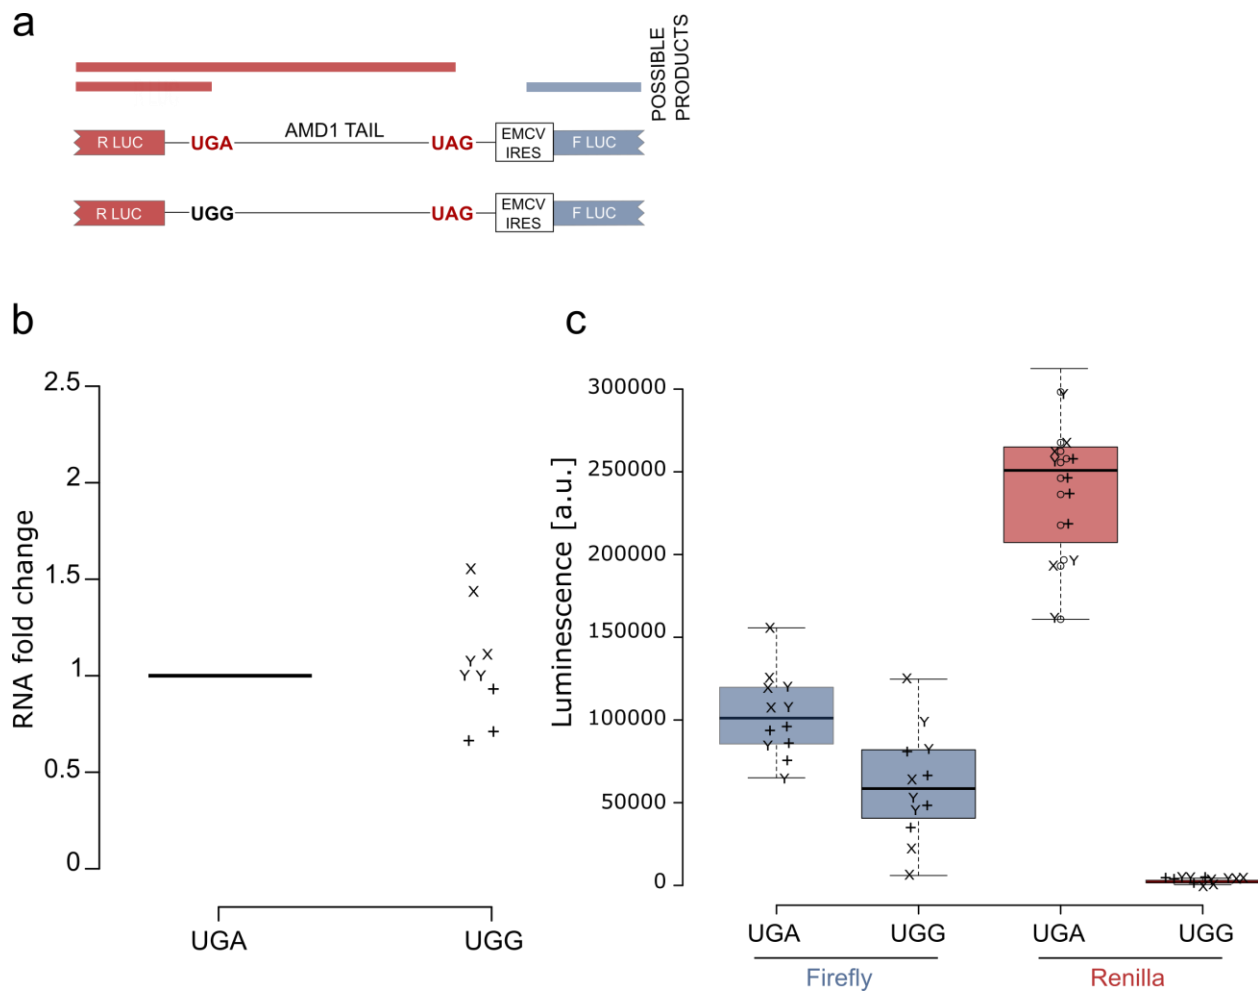 a
POSSIBLE
PRODUCTS
R LUC UGA AMD1 TAIL UAG EMCV IRES F LUC
R LUC UGG UAG EMCV IRES F LUC
b
RNA fold change
2.5
2
1.5
1
0.5
0
UGA UGG
c
Luminescence [a.u.]
300000
250000
200000
150000
100000
50000
0
UGA UGG UGA UGG
Firefly Renilla